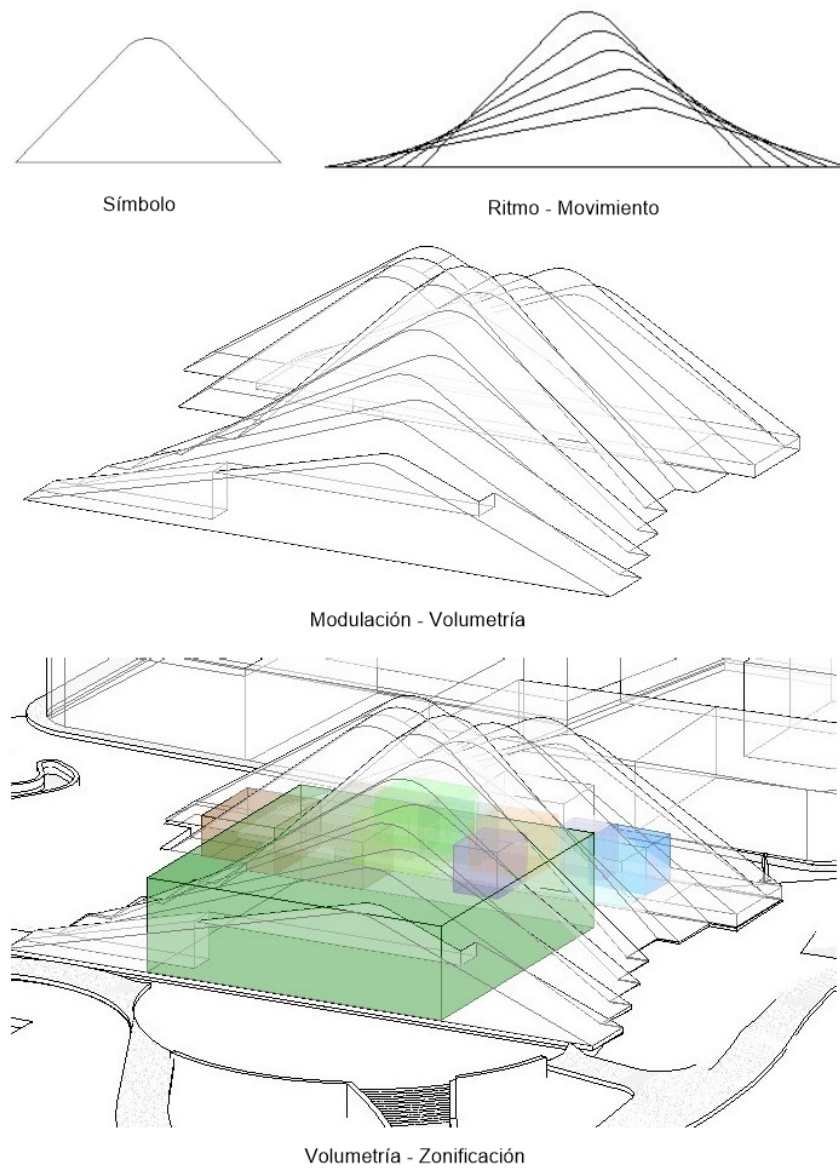 Símbolo
Ritmo - Movimiento
Modulación - Volumetría
Volumetría - Zonificación